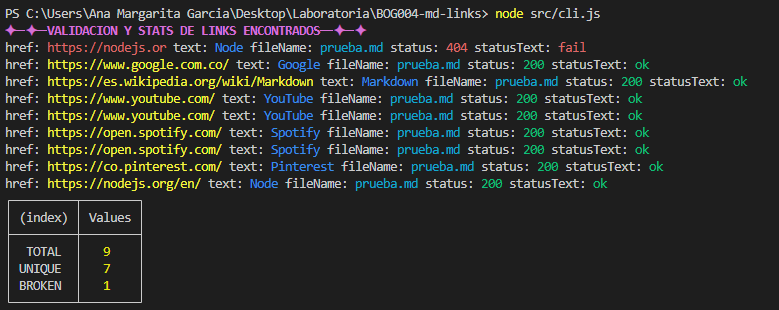 PS C:\Users\Ana Margarita Garcia\Desktop\Laboratoria\BOG004-md-links> node src/cli.js
✦–✦–VALIDACION Y STATS DE LINKS ENCONTRADOS–✦–✦
href: https://nodejs.or text: Node fileName: prueba.md status: 404 statusText: fail
href: https://www.google.com.co/ text: Google fileName: prueba.md status: 200 statusText: ok
href: https://es.wikipedia.org/wiki/Markdown text: Markdown fileName: prueba.md status: 200 statusText: ok
href: https://www.youtube.com/ text: YouTube fileName: prueba.md status: 200 statusText: ok
href: https://www.youtube.com/ text: YouTube fileName: prueba.md status: 200 statusText: ok
href: https://open.spotify.com/ text: Spotify fileName: prueba.md status: 200 statusText: ok
href: https://open.spotify.com/ text: Spotify fileName: prueba.md status: 200 statusText: ok
href: https://co.pinterest.com/ text: Pinterest fileName: prueba.md status: 200 statusText: ok
href: https://nodejs.org/en/ text: Node fileName: prueba.md status: 200 statusText: ok
(index) Values
TOTAL 9
UNIQUE 7
BROKEN 1